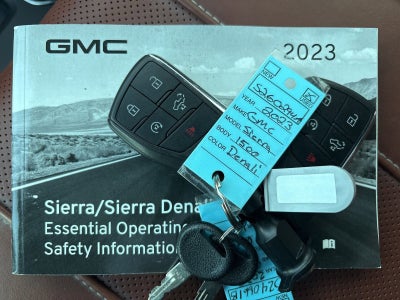 GMC
2023
NEW
YEAR 2023
MAKE GMC
MODEL Sierra
BODY 1500
COLOR Denali
Sierra/Sierra Denali
Essential Operating
Safety Information